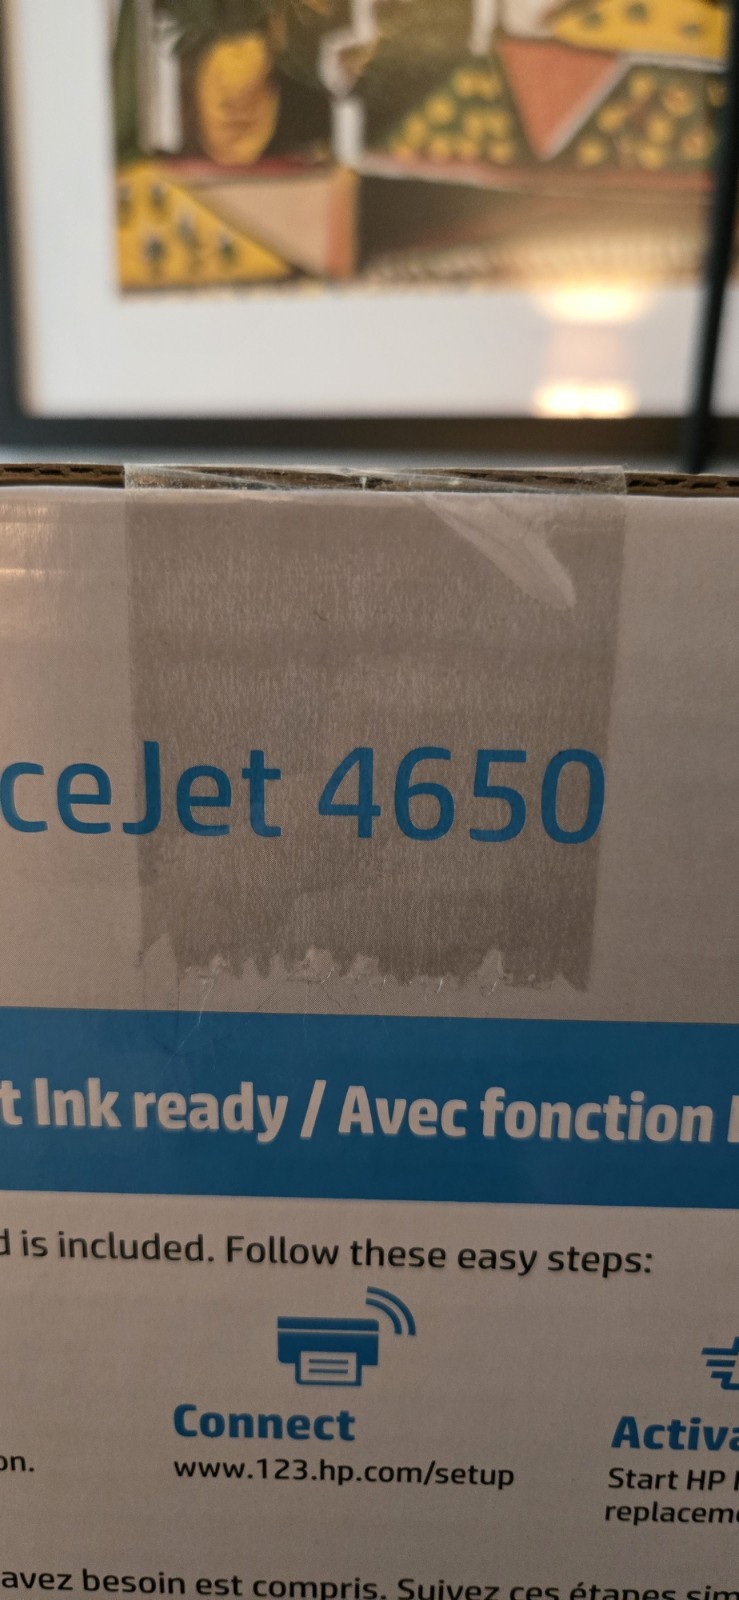 ceJet 4650
t Ink ready / Avec fonction
d is included. Follow these easy steps:
Connect
www.123.hp.com/setup
on.
Activa
Start HP
replaceme
avez besoin est compris. Suivez ces étapes sim